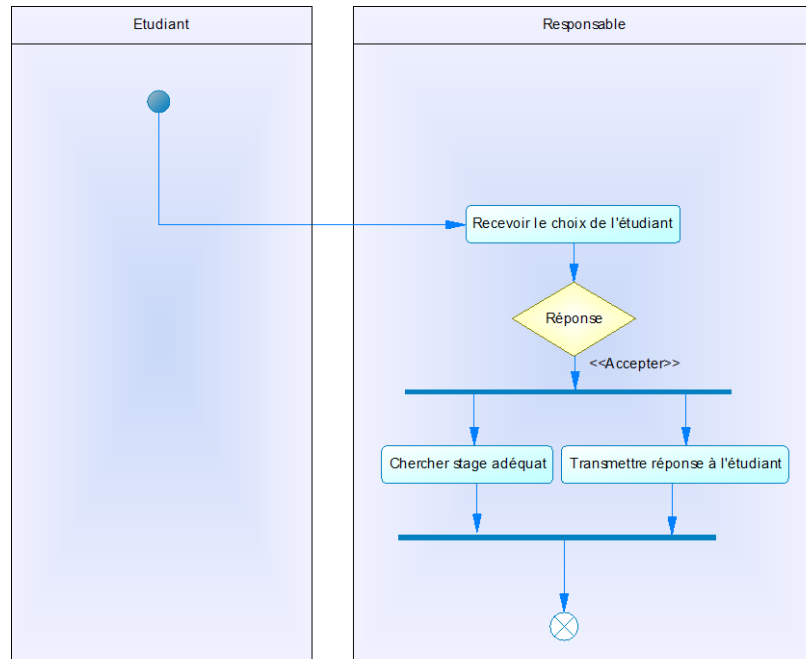 Etudiant
Responsable
Recevoir le choix de l'étudiant
Réponse
<<Accepter>>
Chercher stage adéquat
Transmettre réponse à l'étudiant